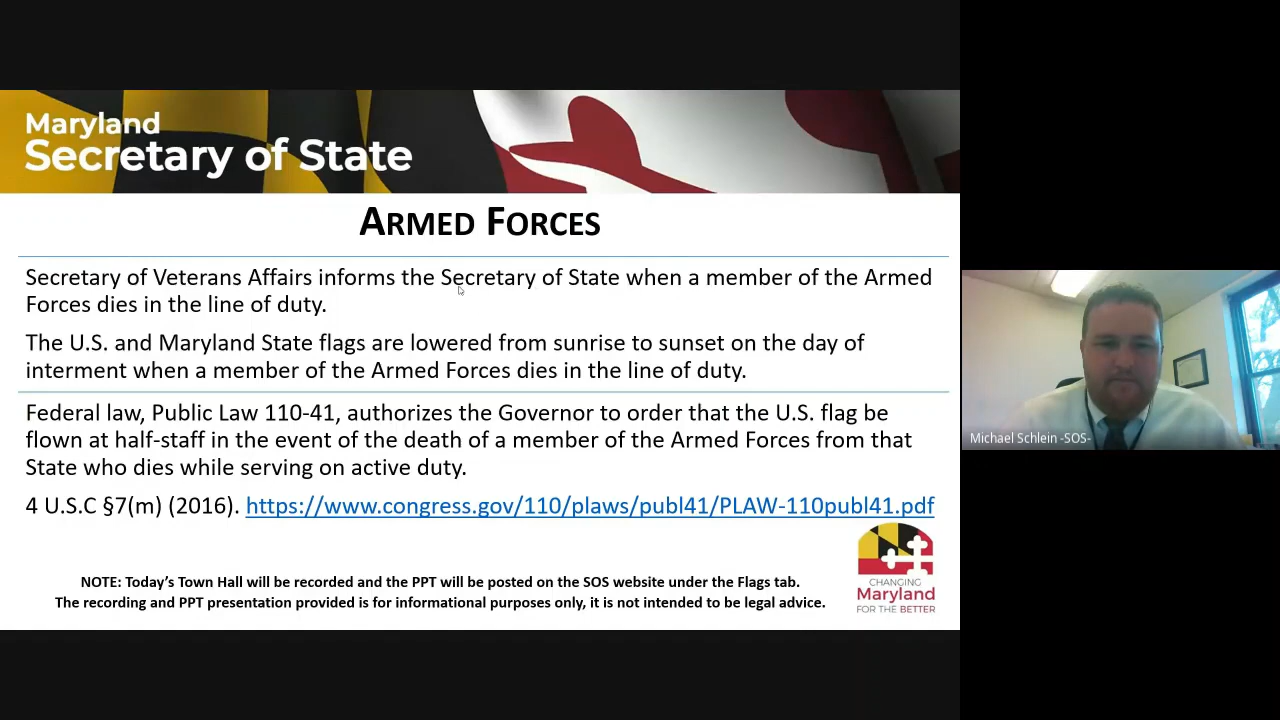 Maryland
Secretary of State
ARMED FORCES
Secretary of Veterans Affairs informs the Secretary of State when a member of the Armed
Forces dies in the line of duty.
The U.S. and Maryland State flags are lowered from sunrise to sunset on the day of
interment when a member of the Armed Forces dies in the line of duty.
Federal law, Public Law 110-41, authorizes the Governor to order that the U.S. flag be
flown at half-staff in the event of the death of a member of the Armed Forces from that
State who dies while serving on active duty.
4 U.S.C §7(m) (2016). https://www.congress.gov/110/plaws/publ41/PLAW-110publ41.pdf
NOTE: Today's Town Hall will be recorded and the PPT will be posted on the SOS website under the Flags tab.
The recording and PPT presentation provided is for informational purposes only, it is not intended to be legal advice.
CHANGING
Maryland
FOR THE BETTER
Michael Schlein -SOS-